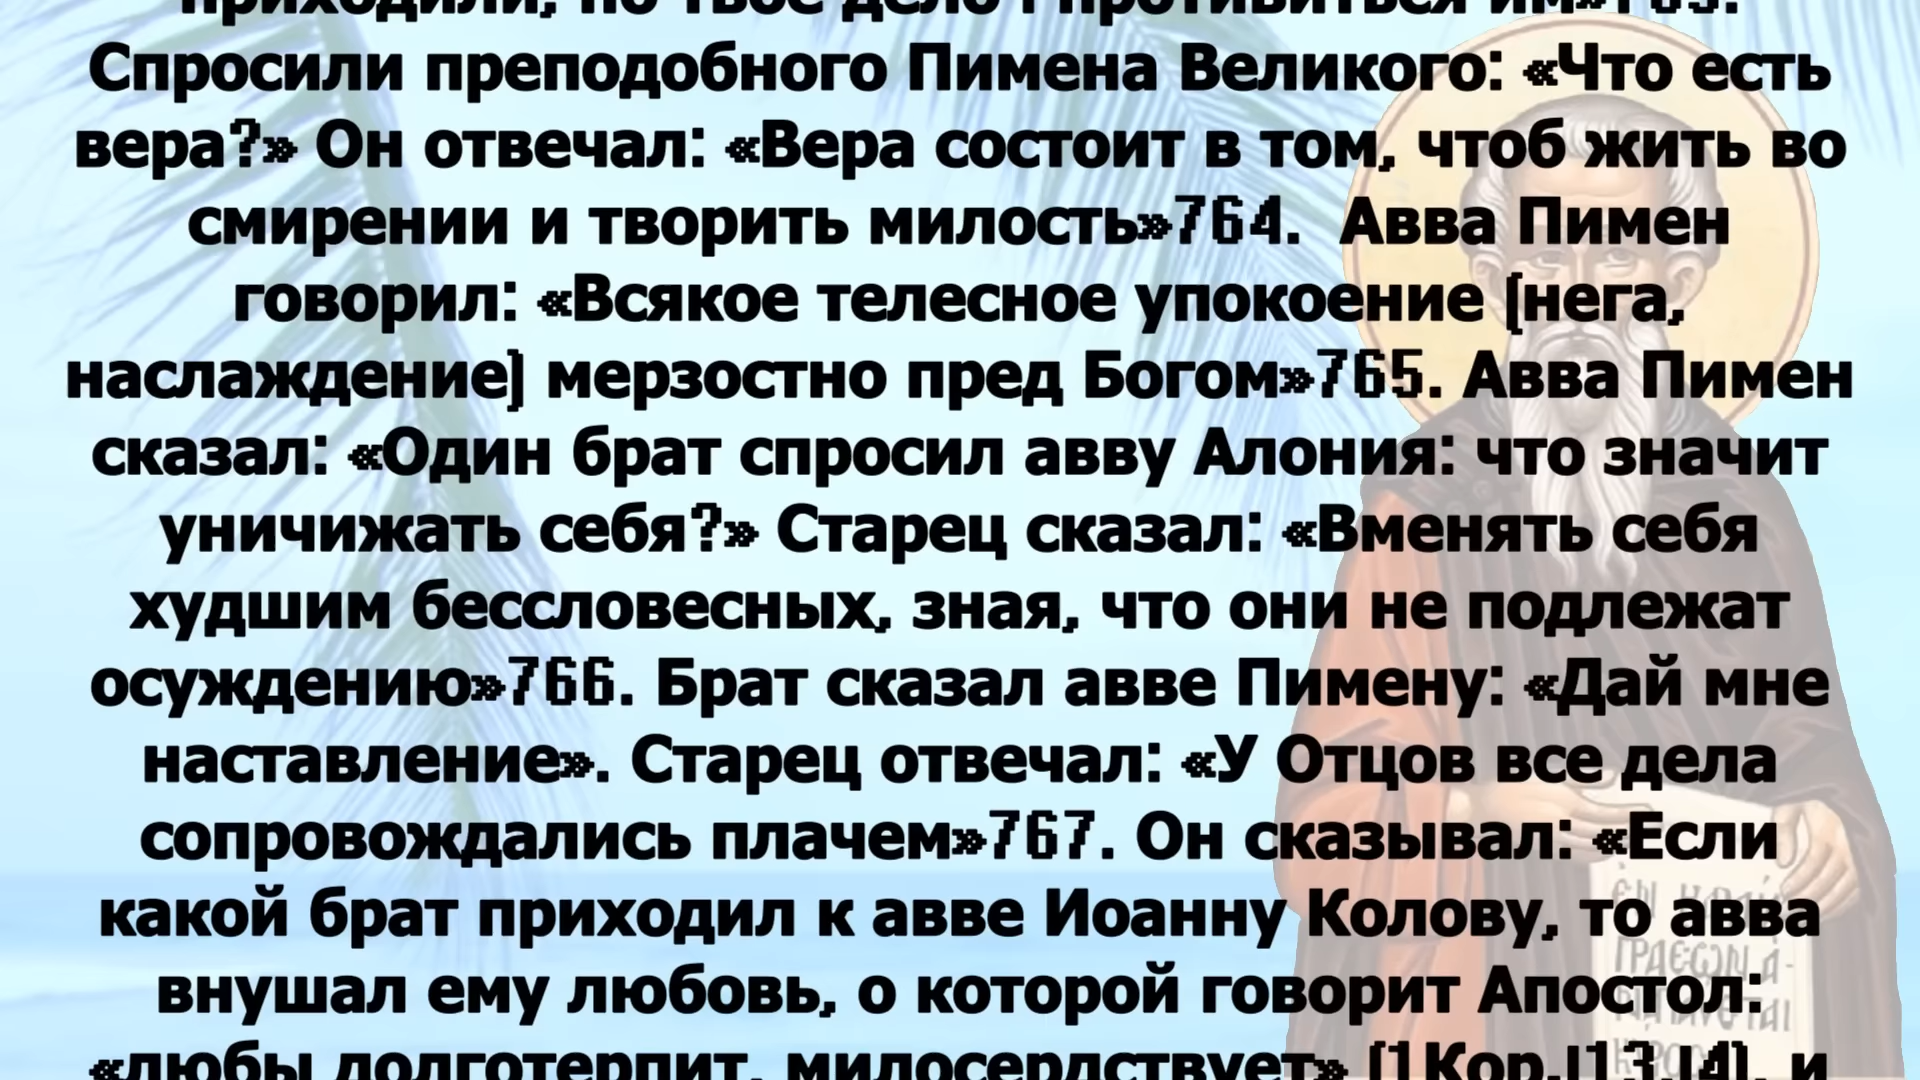 приходили, но твое дело : противиться им»763.
Спросили преподобного Пимена Великого: «Что есть
вера?» Он отвечал: «Вера состоит в том, чтоб жить во
смирении и творить милость»764. Авва Пимен
говорил: «Всякое телесное упокоение (нега,
наслаждение) мерзостно пред Богом»765. Авва Пимен
сказал: «Один брат спросил авву Алония: что значит
уничижать себя?» Старец сказал: «Вменять себя
худшим бессловесных, зная, что они не подлежат
осуждению»766. Брат сказал авве Пимену: «Дай мне
наставление». Старец отвечал: «У Отцов все дела
сопровождались плачем»767. Он сказывал: «Если
какой брат приходил к авве Иоанну Колову, то авва
внушал ему любовь, о которой говорит Апостол:
«любы долготерпит, милосердствует» (1Кор.|13,|4), и